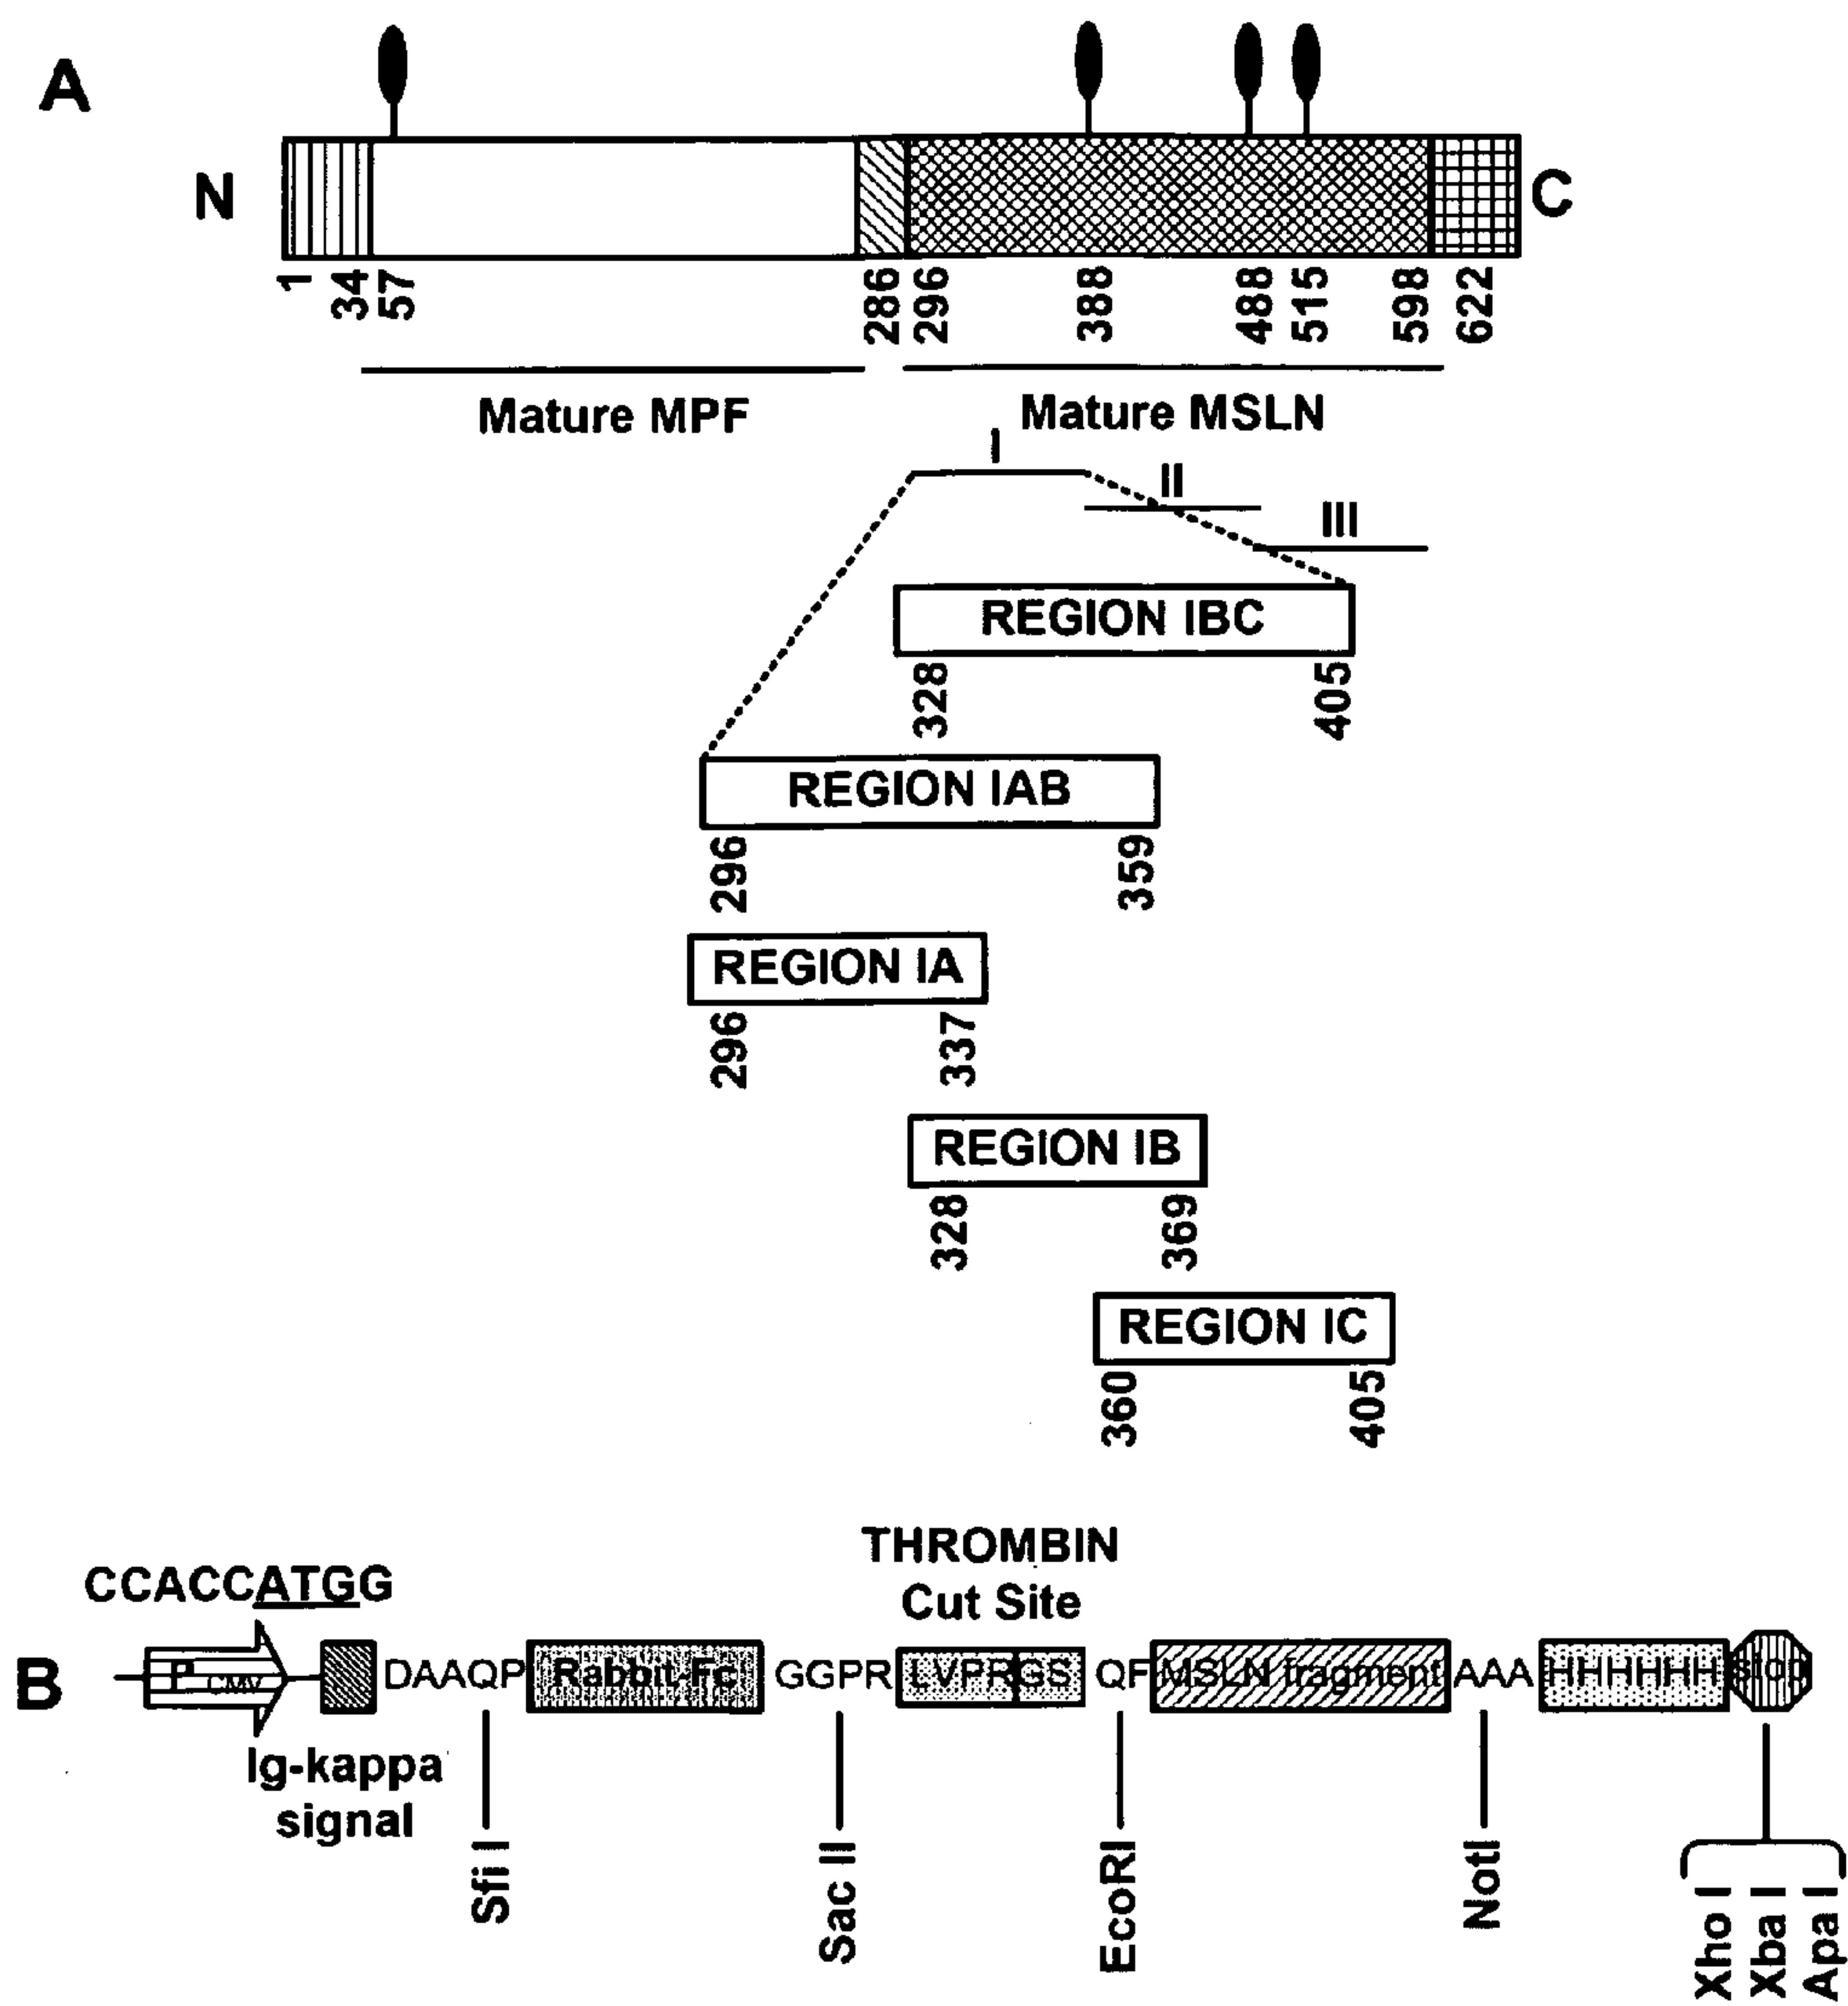 A
N
C
1
34
57
286
296
388
488
515
598
622
Mature MPF
Mature MSLN
I
II
III
REGION IBC
328
405
REGION IAB
296
359
REGION IA
296
337
REGION IB
328
369
REGION IC
360
405
THROMBIN
Cut Site
CCACCATGG
B
P CMV
DAAQP
Rabbit-Fc
GGPR
LVPRGS
QF
MSLN fragment
AAA
HHHHHH
stop
Ig-kappa
signal
Sfi I
Sac II
EcoRI
NotI
Xho I
Xba I
Apa I